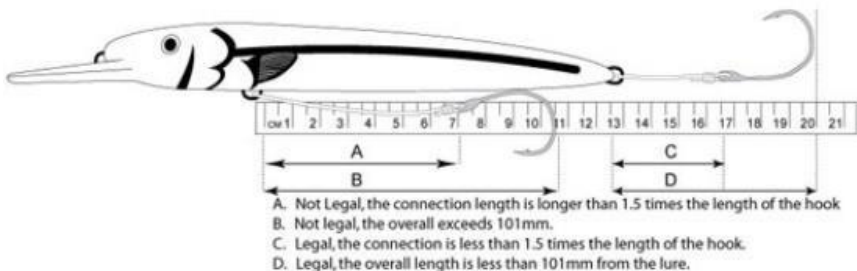 CM 1 2 3 4 5 6 7 8 9 10 11 12 13 14 15 16 17 18 19 20 21
A C
B D
A. Not Legal, the connection length is longer than 1.5 times the length of the hook
B. Not legal, the overall exceeds 101mm.
C. Legal, the connection is less than 1.5 times the length of the hook.
D. Legal, the overall length is less than 101mm from the lure.